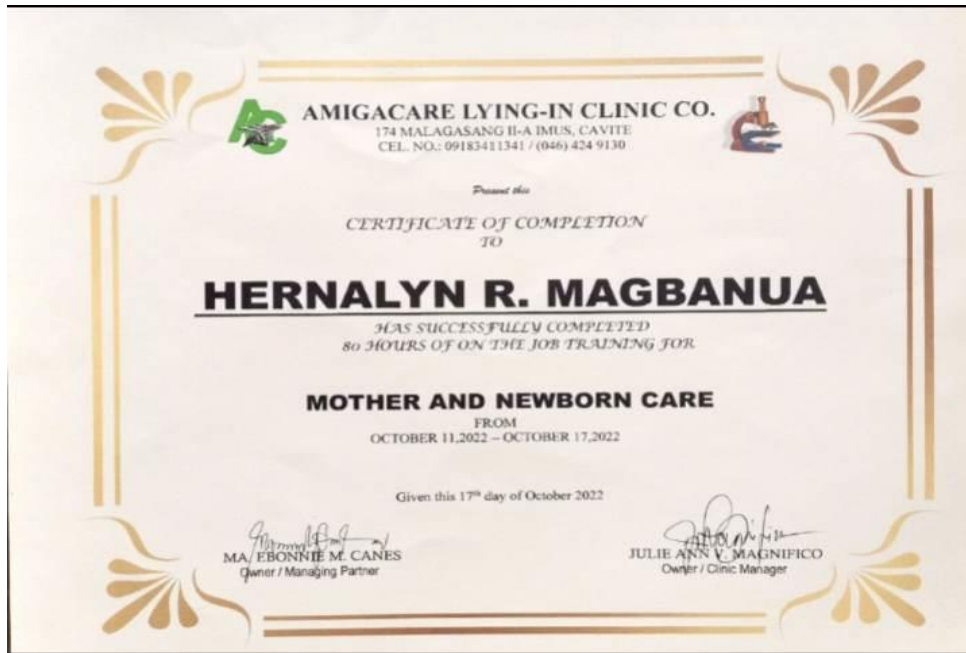 AC
AMIGACARE LYING-IN CLINIC CO.
174 MALAGASANG II-A IMUS, CAVITE
CEL. NO.: 09183411341 / (046) 424 9130
Present this
CERTIFICATE OF COMPLETION
TO
HERNALYN R. MAGBANUA
HAS SUCCESSFULLY COMPLETED
80 HOURS OF ON THE JOB TRAINING FOR
MOTHER AND NEWBORN CARE
FROM
OCTOBER 11,2022 – OCTOBER 17,2022
Given this 17th day of October 2022
MA. EBONNIE M. CANES
Owner / Managing Partner
JULIE ANN V. MAGNIFICO
Owner / Clinic Manager